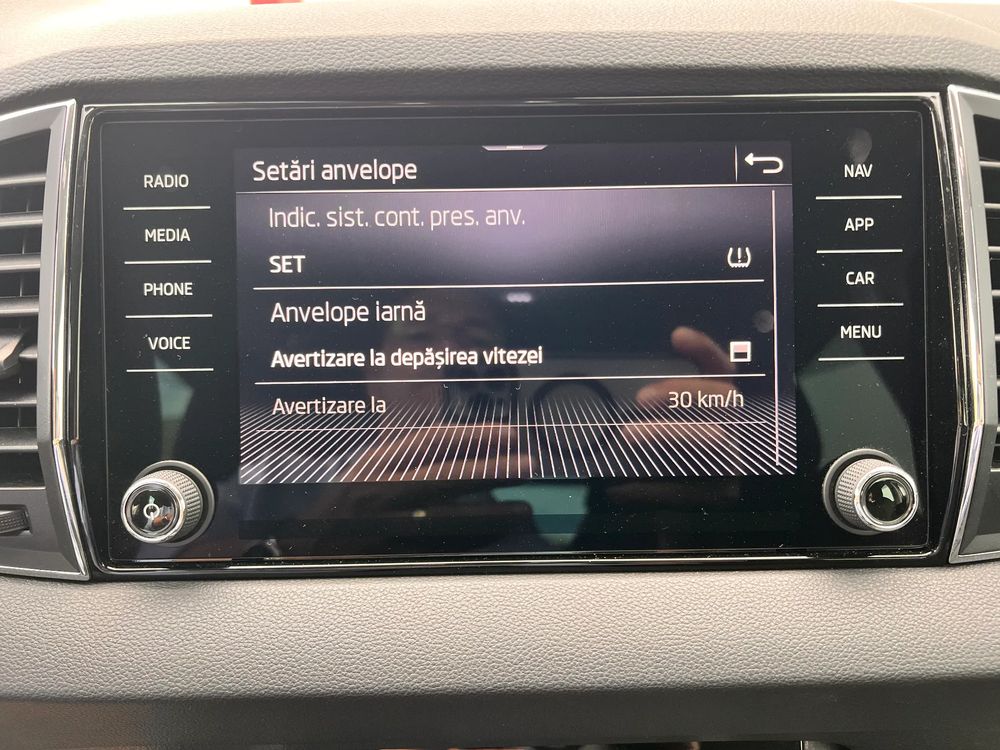 RADIO
MEDIA
PHONE
VOICE
Setări anvelope
Indic. sist. cont. pres. anv.
SET
Anvelope iarnă
Avertizare la depășirea vitezei
Avertizare la 30 km/h
NAV
APP
CAR
MENU